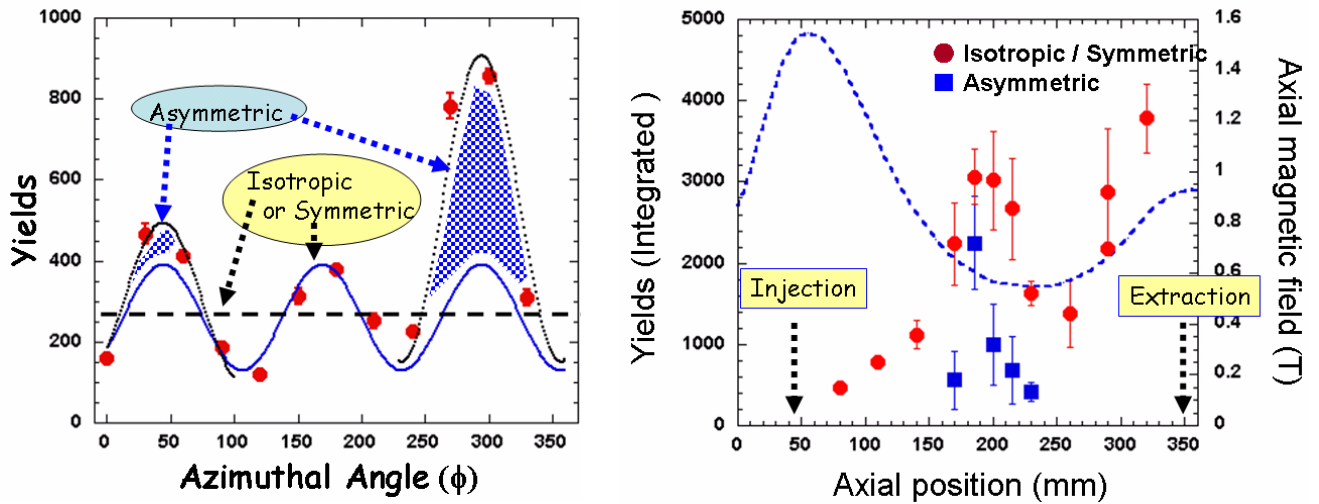 1000
800
600
400
200
0
Yields
Asymmetric
Isotropic
or Symmetric
0 50 100 150 200 250 300 350
Azimuthal Angle (ϕ)
5000
4000
3000
2000
1000
0
Yields (Integrated )
Isotropic / Symmetric
Asymmetric
Injection
Extraction
1.6
1.4
1.2
1
0.8
0.6
0.4
0.2
0
Axial magnetic field (T)
0 50 100 150 200 250 300 350
Axial position (mm)